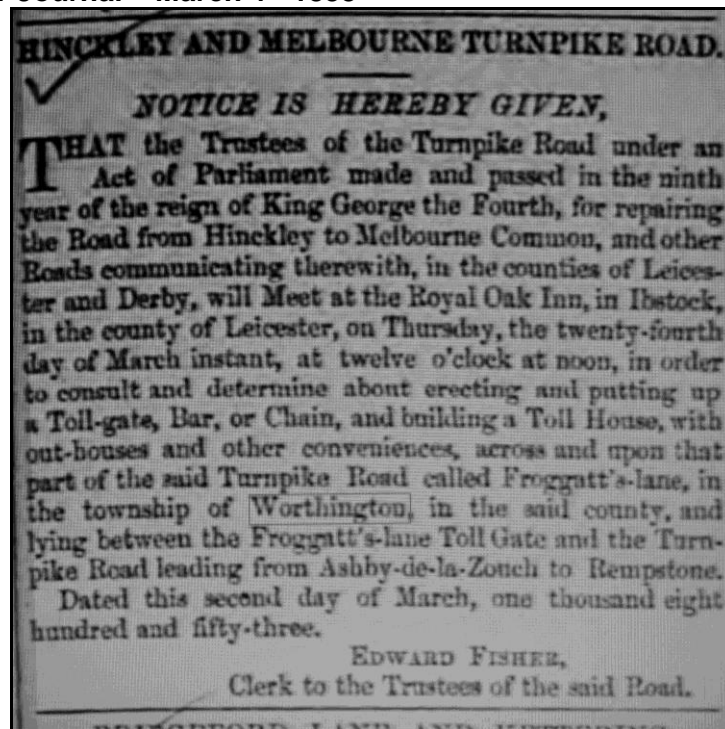 HINCKLEY AND MELBOURNE TURNPIKE ROAD.
NOTICE IS HEREBY GIVEN,
THAT the Trustees of the Turnpike Road under an
Act of Parliament made and passed in the ninth
year of the reign of King George the Fourth, for repairing
the Road from Hinckley to Melbourne Common, and other
Roads communicating therewith, in the counties of Leices-
ter and Derby, will Meet at the Royal Oak Inn, in Ibstock,
in the county of Leicester, on Thursday, the twenty-fourth
day of March instant, at twelve o'clock at noon, in order
to consult and determine about erecting and putting up
a Toll-gate, Bar, or Chain, and building a Toll House, with
out-houses and other conveniences, across and upon that
part of the said Turnpike Road called Froggatt's-lane, in
the township of Worthington, in the said county, and
lying between the Froggatt's-lane Toll Gate and the Turn-
pike Road leading from Ashby-de-la-Zouch to Rempstone.
Dated this second day of March, one thousand eight
hundred and fifty-three.
EDWARD FISHER,
Clerk to the Trustees of the said Road.